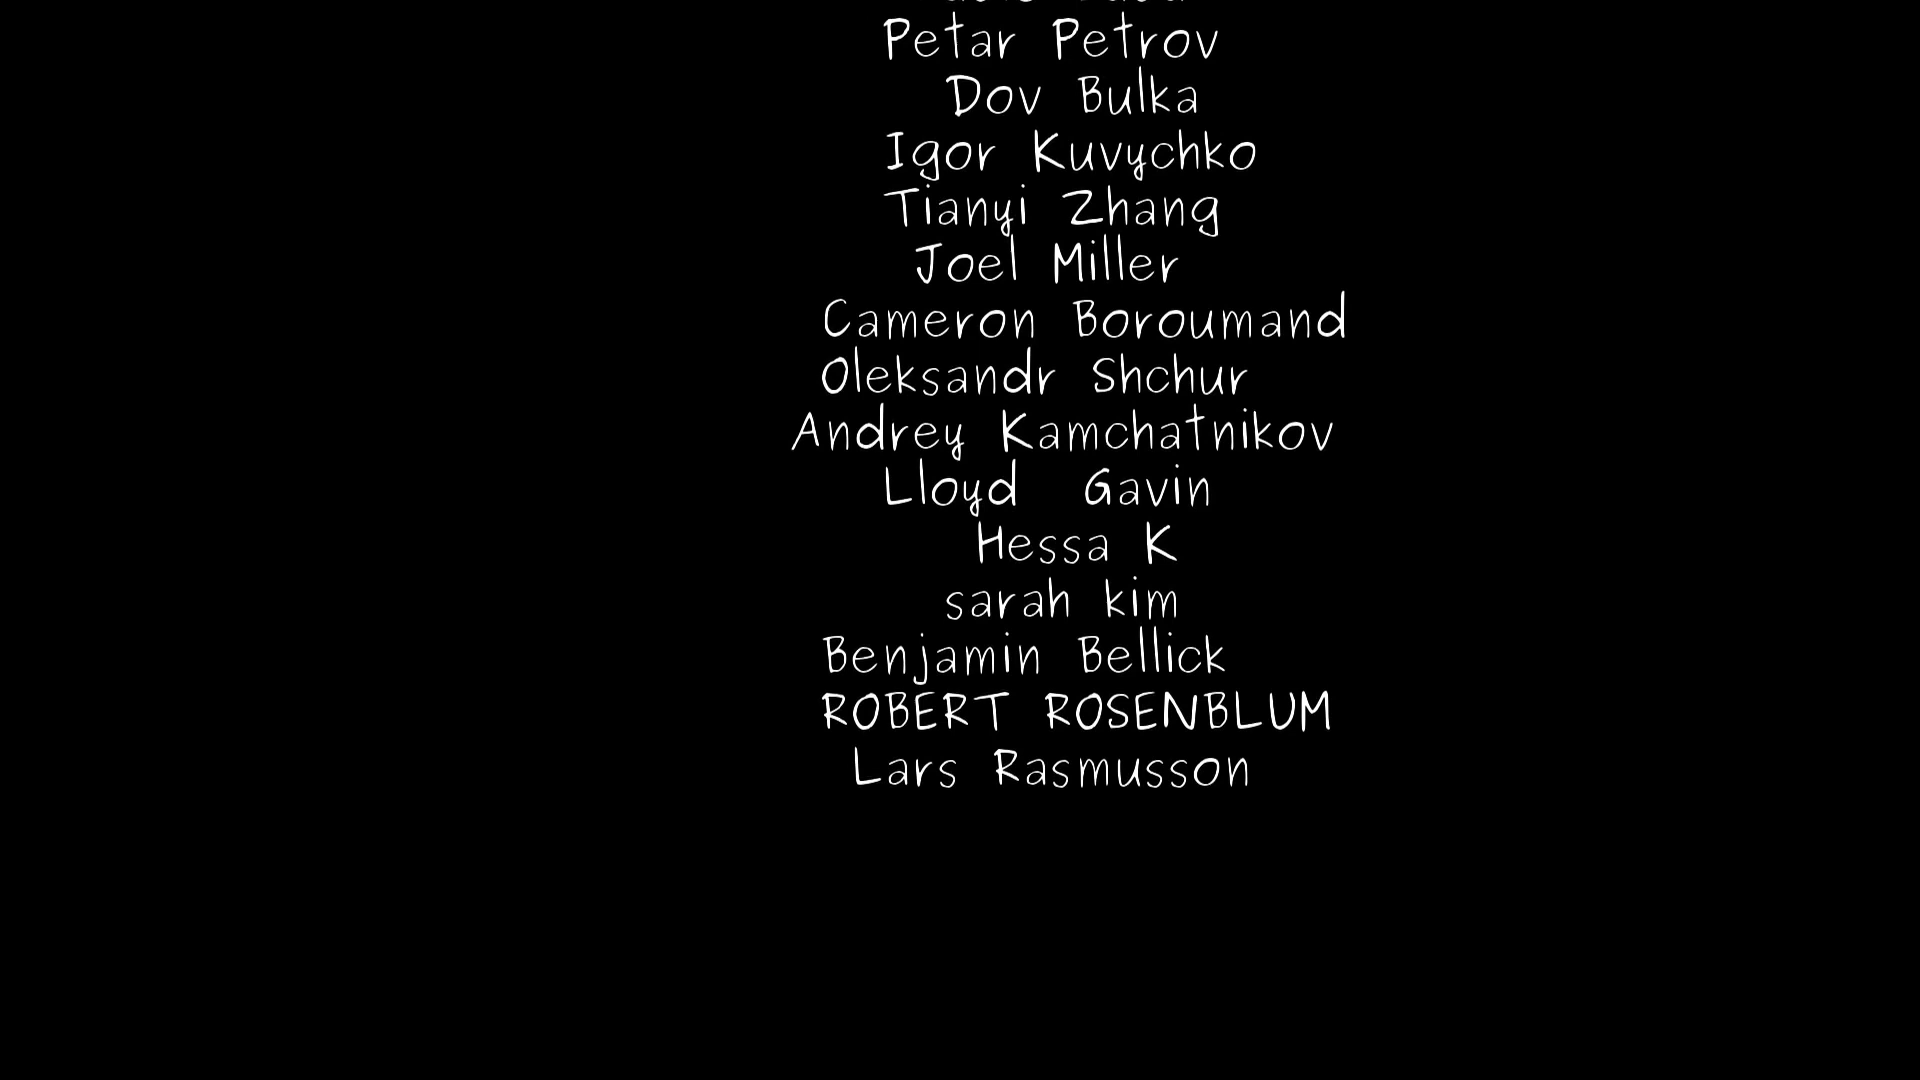 Petar Petrov
Dov Bulka
Igor Kuvychko
Tianyi Zhang
Joel Miller
Cameron Boroumand
Oleksandr Shchur
Andrey Kamchatnikov
Lloyd  Gavin
Hessa K
sarah kim
Benjamin Bellick
ROBERT ROSENBLUM
Lars Rasmusson